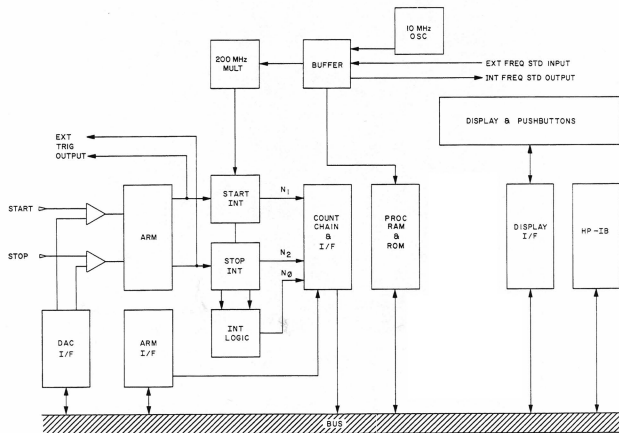 10 MHz
OSC
200 MHz
MULT
BUFFER
EXT FREQ STD INPUT
INT FREQ STD OUTPUT
DISPLAY & PUSHBUTTONS
EXT
TRIG
OUTPUT
START
STOP
ARM
START
INT
STOP
INT
N1
N2
NØ
COUNT
CHAIN
&
I/F
PROC
RAM
&
ROM
DISPLAY
I/F
HP-IB
INT
LOGIC
DAC
I/F
ARM
I/F
BUS